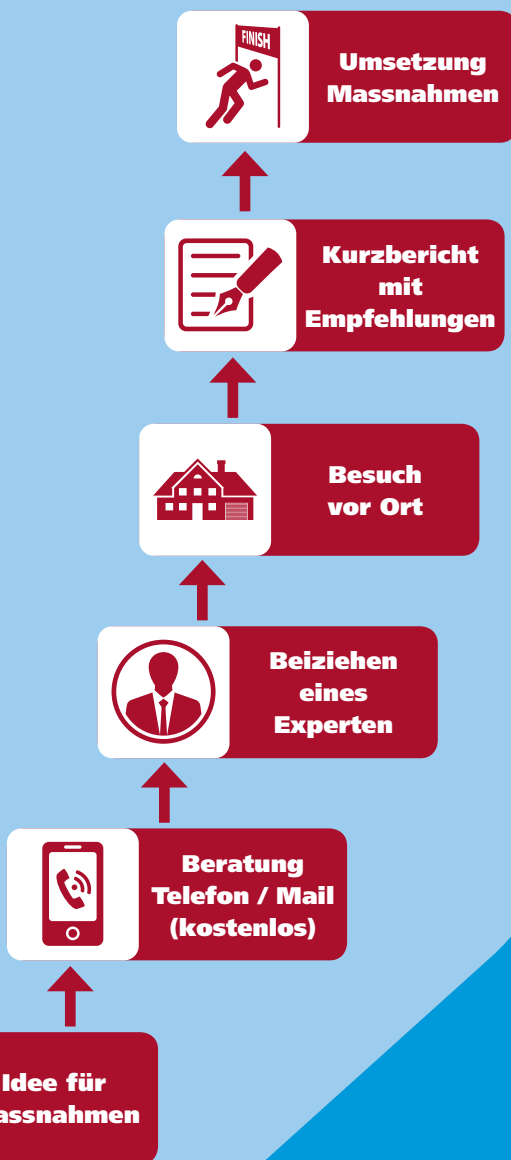 FINISH
Umsetzung
Massnahmen
Kurzbericht
mit
Empfehlungen
Besuch
vor Ort
Beiziehen
eines
Experten
Beratung
Telefon / Mail
(kostenlos)
Idee für
assnahmen